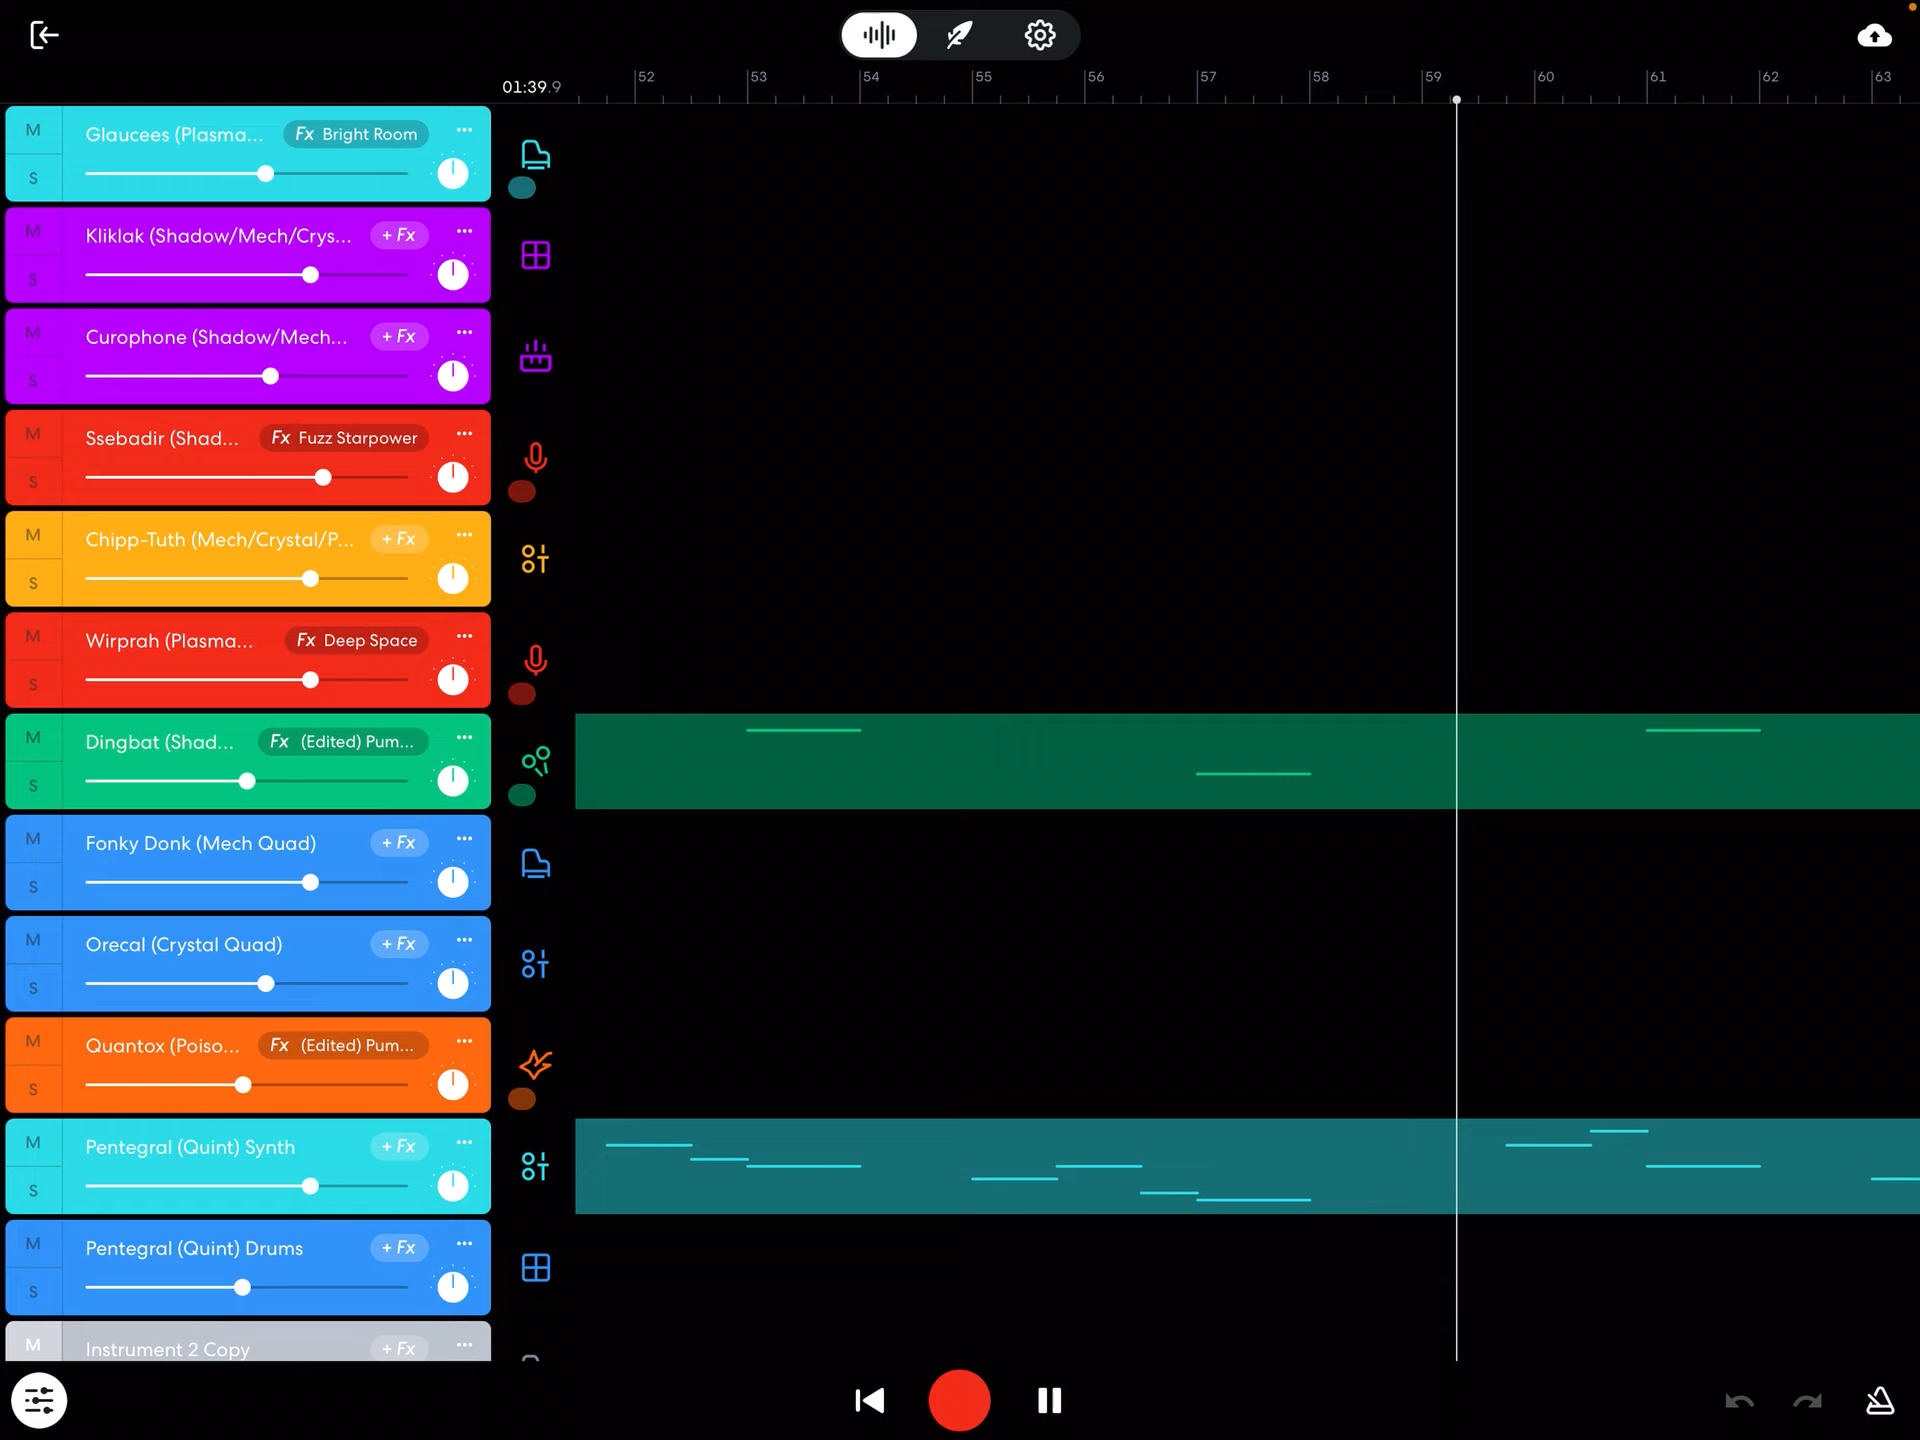 01:39.9
52 53 54 55 56 57 58 59 60 61 62 63
M Glaucees (Plasma... Fx Bright Room ...
S
M Kliklak (Shadow/Mech/Crys... + Fx ...
S
M Curophone (Shadow/Mech... + Fx ...
S
M Ssebadir (Shad... Fx Fuzz Starpower ...
S
M Chipp-Tuth (Mech/Crystal/P... + Fx ...
S
M Wirprah (Plasma... Fx Deep Space ...
S
M Dingbat (Shad... Fx (Edited) Pum... ...
S
M Fonky Donk (Mech Quad) + Fx ...
S
M Orecal (Crystal Quad) + Fx ...
S
M Quantox (Poiso... Fx (Edited) Pum... ...
S
M Pentegral (Quint) Synth + Fx ...
S
M Pentegral (Quint) Drums + Fx ...
S
M Instrument 2 Copy + Fx ...